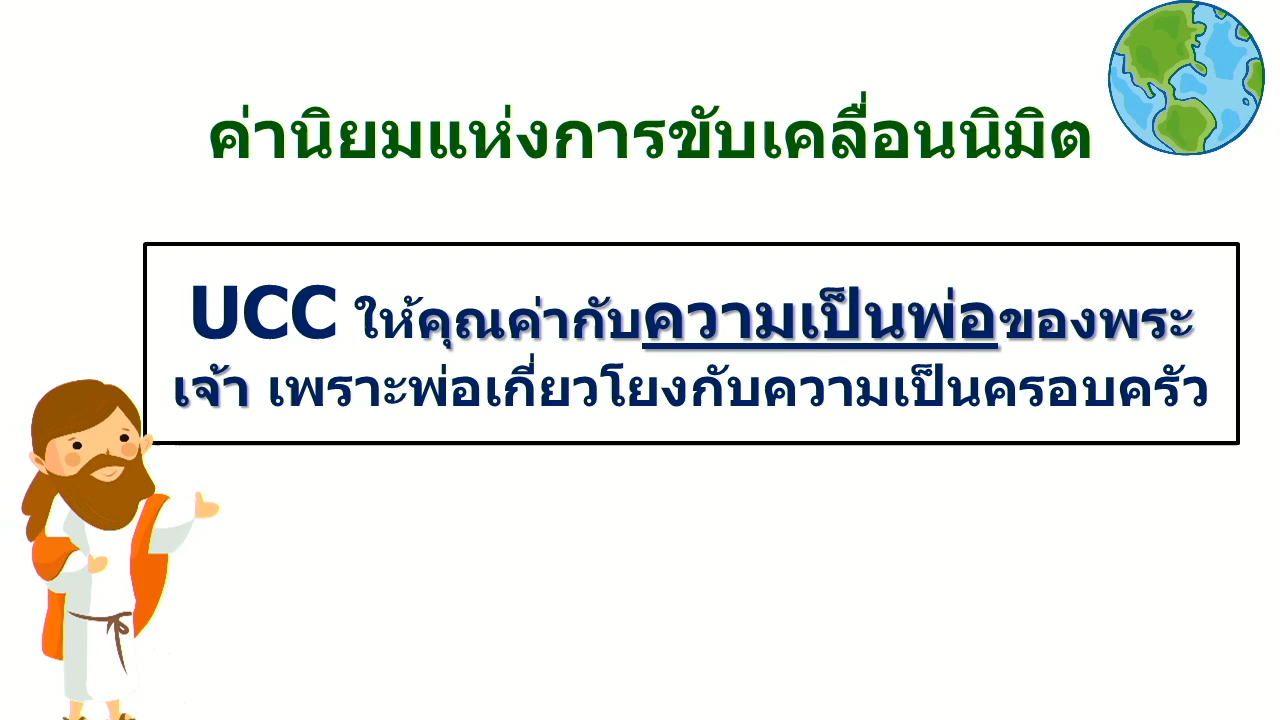 ค่านิยมแห่งการขับเคลื่อนนิมิต
UCC ให้คุณค่ากับความเป็นพ่อของพระ
เจ้า เพราะพ่อเกี่ยวโยงกับความเป็นครอบครัว